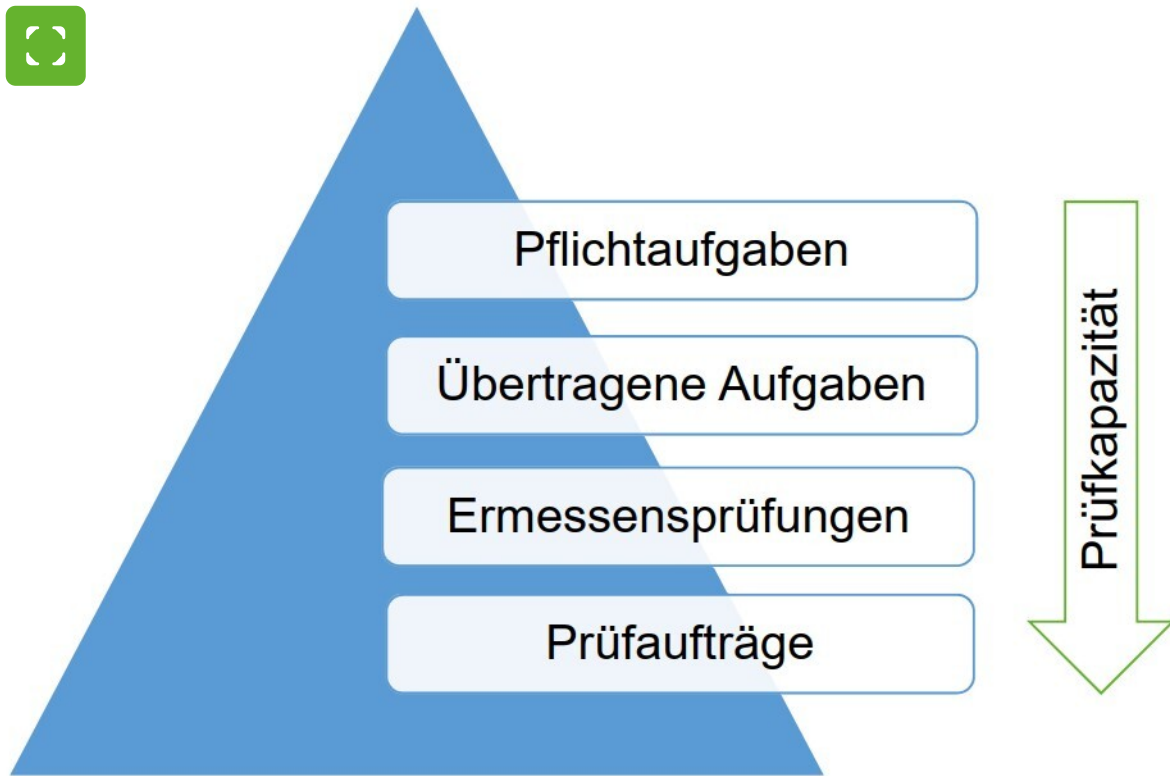 Pflichtaufgaben
Übertragene Aufgaben
Ermessensprüfungen
Prüfaufträge
Prüfkapazität